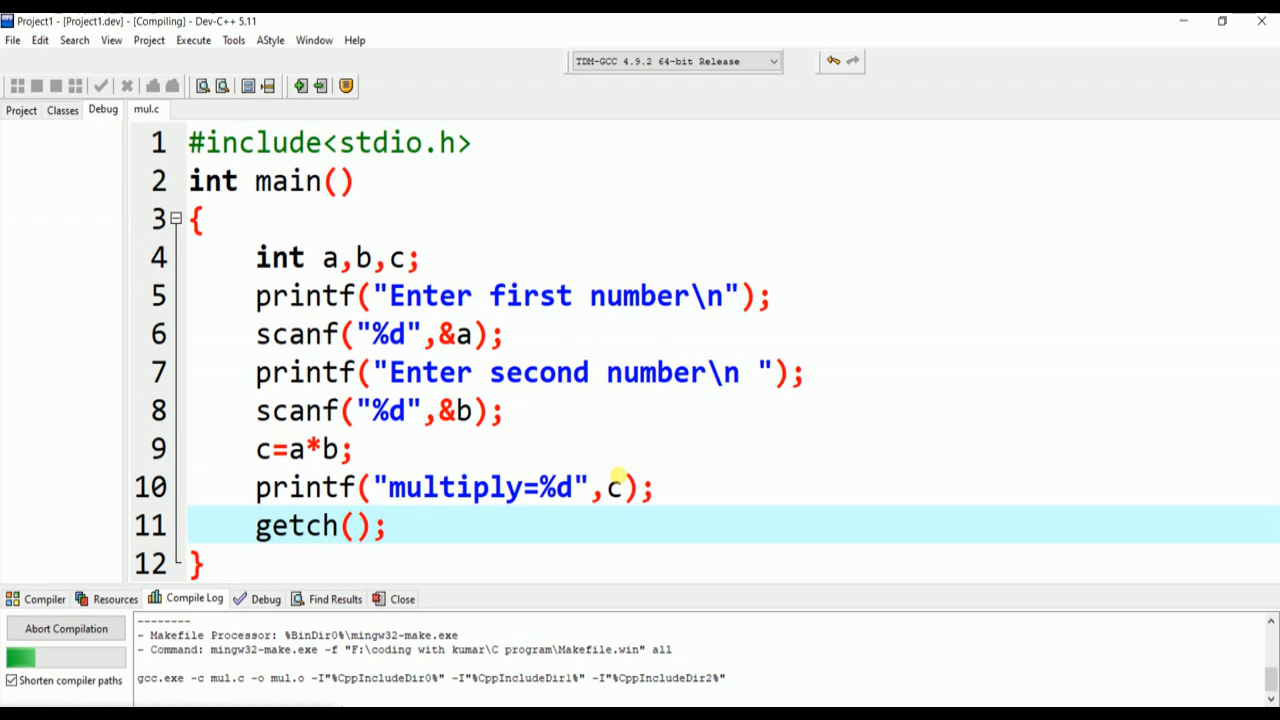 Project1 - [Project1.dev] - [Compiling] - Dev-C++ 5.11
File Edit Search View Project Execute Tools AStyle Window Help
TDM-GCC 4.9.2 64-bit Release
Project Classes Debug mul.c
1 #include<stdio.h>
2 int main()
3 {
4 int a,b,c;
5 printf("Enter first number\n");
6 scanf("%d",&a);
7 printf("Enter second number\n ");
8 scanf("%d",&b);
9 c=a*b;
10 printf("multiply=%d",c);
11 getch();
12 }
Compiler Resources Compile Log Debug Find Results Close
Abort Compilation
Shorten compiler paths
--------
- Makefile Processor: %BinDir0%\mingw32-make.exe
- Command: mingw32-make.exe -f "F:\coding with kumar\C program\Makefile.win" all
gcc.exe -c mul.c -o mul.o -I"%CppIncludeDir0%" -I"%CppIncludeDir1%" -I"%CppIncludeDir2%"